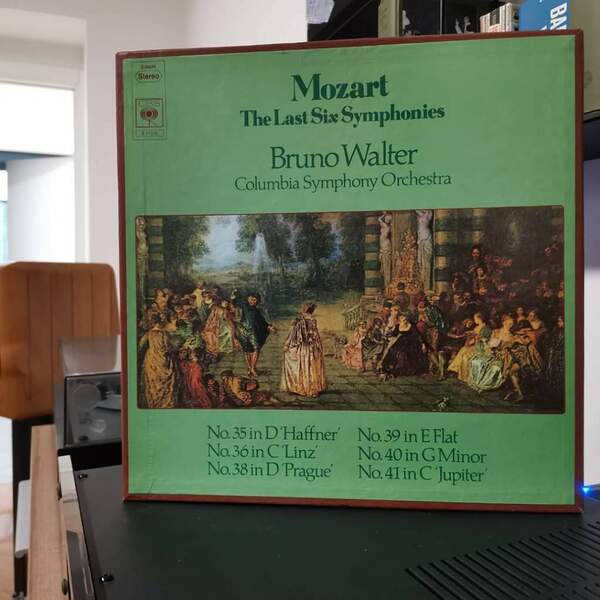 Stereo
CBS
Mozart
The Last Six Symphonies
Bruno Walter
Columbia Symphony Orchestra
No. 35 in D 'Haffner'
No. 36 in C 'Linz'
No. 38 in D 'Prague'
No. 39 in E Flat
No. 40 in G Minor
No. 41 in C 'Jupiter'